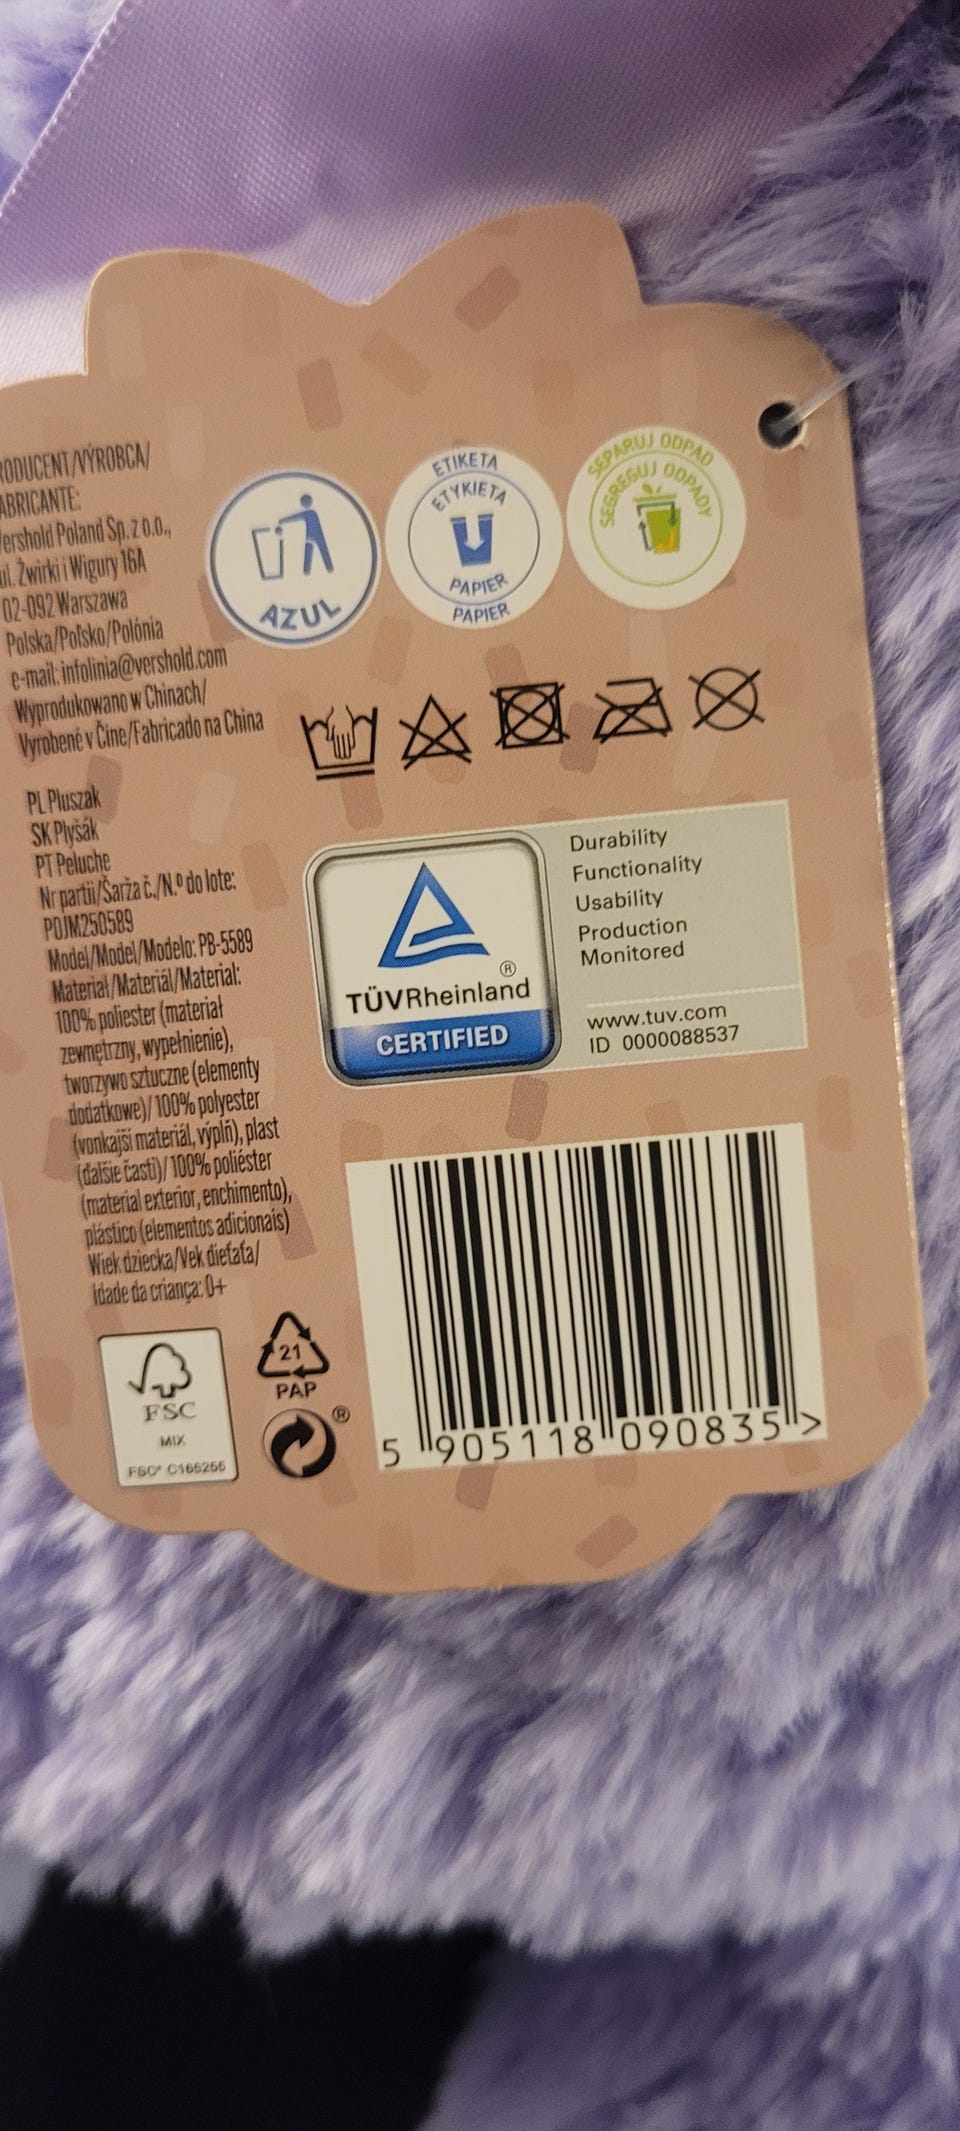 RODUCENT/VÝROBCA/
ABRICANTE:
ershold Poland Sp. z o.o.,
ul. Żwirki i Wigury 16A
02-092 Warszawa
Polska/Poľsko/Polónia
e-mail: infolinia@vershold.com
Wyprodukowano w Chinach/
Vyrobené v Číne/Fabricado na China
PL Pluszak
SK Plyšák
PT Peluche
Nr partii/Šarža č./N.º do lote:
POJM250589
Model/Model/Modelo: PB-5589
Materiał/Materiál/Material:
100% poliester (materiał
zewnętrzny, wypełnienie),
tworzywo sztuczne (elementy
dodatkowe)/ 100% polyester
(vonkajší materiál, výplň), plast
(ďalšie časti)/ 100% poliéster
(material exterior, enchimento),
plástico (elementos adicionais)
Wiek dziecka/Vek dieťaťa/
Idade da criança: 0+
AZUL
ETIKETA
ETYKIETA
PAPIER
PAPIER
SEPARUJ ODPAD
SEGREGUJ ODPADY
TÜVRheinland®
CERTIFIED
Durability
Functionality
Usability
Production
Monitored
www.tuv.com
ID 0000088537
FSC
MIX
FSC® C165255
21
PAP
®
5 905118 090835 >